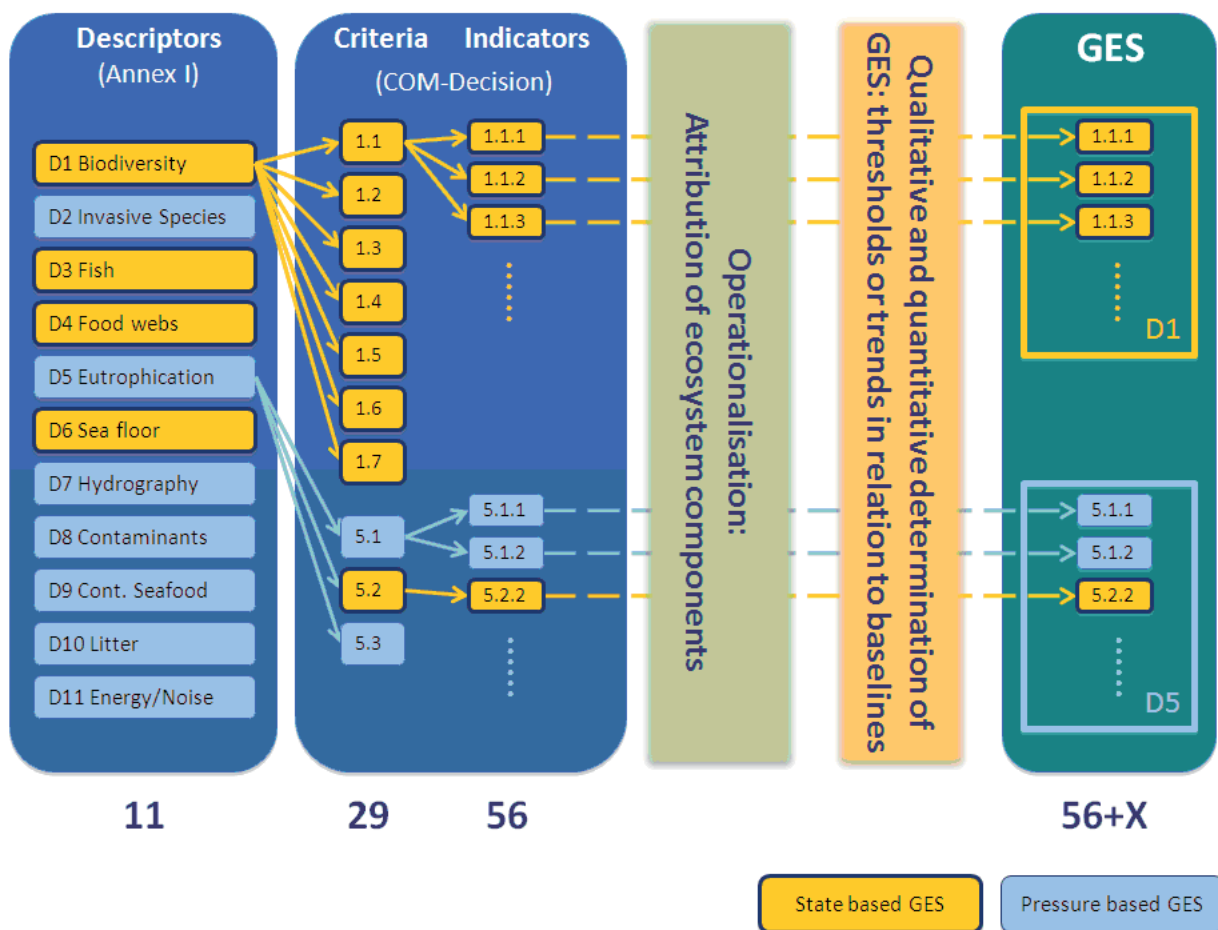 Descriptors
(Annex I)
D1 Biodiversity
D2 Invasive Species
D3 Fish
D4 Food webs
D5 Eutrophication
D6 Sea floor
D7 Hydrography
D8 Contaminants
D9 Cont. Seafood
D10 Litter
D11 Energy/Noise
11
Criteria Indicators
(COM-Decision)
1.1
1.2
1.3
1.4
1.5
1.6
1.7
5.1
5.2
5.3
29
1.1.1
1.1.2
1.1.3
5.1.1
5.1.2
5.2.2
56
Operationalisation:
Attribution of ecosystem components
Qualitative and quantitative determination of
GES: thresholds or trends in relation to baselines
GES
1.1.1
1.1.2
1.1.3
D1
5.1.1
5.1.2
5.2.2
D5
56+X
State based GES
Pressure based GES